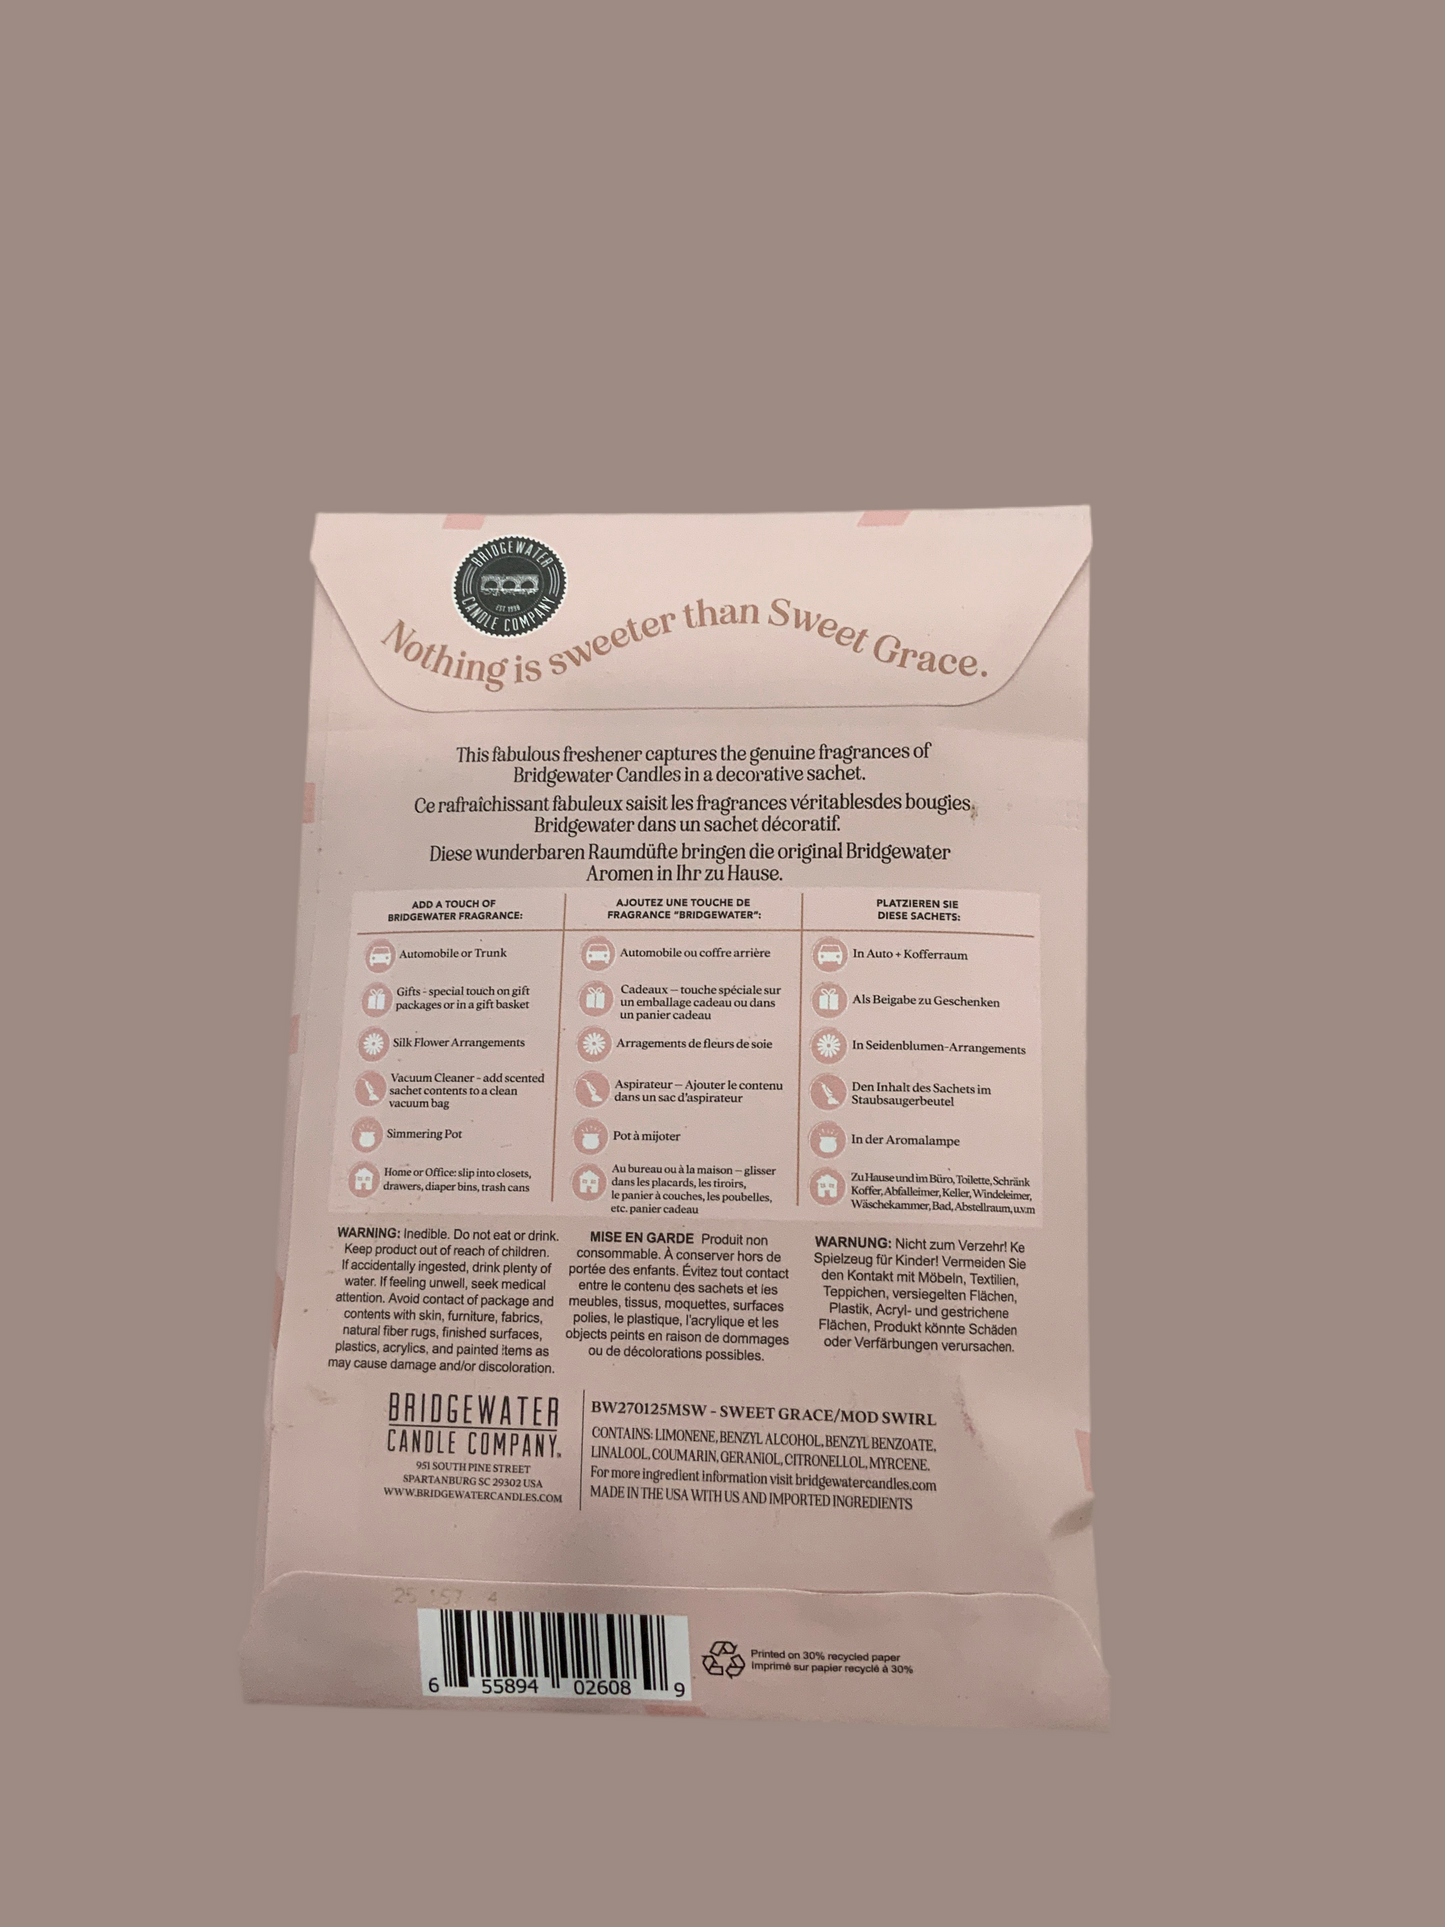 BRIDGEWATER
EST 1998
CANDLE COMPANY
Nothing is sweeter than Sweet Grace.
This fabulous freshener captures the genuine fragrances of
Bridgewater Candles in a decorative sachet.
Ce rafraîchissant fabuleux saisit les fragrances véritablesdes bougies
Bridgewater dans un sachet décoratif.
Diese wunderbaren Raumdüfte bringen die original Bridgewater
Aromen in Ihr zu Hause.
ADD A TOUCH OF
BRIDGEWATER FRAGRANCE:
Automobile or Trunk
Gifts - special touch on gift
packages or in a gift basket
Silk Flower Arrangements
Vacuum Cleaner - add scented
sachet contents to a clean
vacuum bag
Simmering Pot
Home or Office: slip into closets,
drawers, diaper bins, trash cans
AJOUTEZ UNE TOUCHE DE
FRAGRANCE "BRIDGEWATER":
Automobile ou coffre arrière
Cadeaux – touche spéciale sur
un emballage cadeau ou dans
un panier cadeau
Arragements de fleurs de soie
Aspirateur – Ajouter le contenu
dans un sac d'aspirateur
Pot à mijoter
Au bureau ou à la maison – glisser
dans les placards, les tiroirs,
le panier à couches, les poubelles,
etc. panier cadeau
PLATZIEREN SIE
DIESE SACHETS:
In Auto + Kofferraum
Als Beigabe zu Geschenken
In Seidenblumen-Arrangements
Den Inhalt des Sachets im
Staubsaugerbeutel
In der Aromalampe
Zu Hause und im Büro, Toilette, Schränk
Koffer, Abfalleimer, Keller, Windeleimer,
Wäschekammer, Bad, Abstellraum, u.v.m
WARNING: Inedible. Do not eat or drink.
Keep product out of reach of children.
If accidentally ingested, drink plenty of
water. If feeling unwell, seek medical
attention. Avoid contact of package and
contents with skin, furniture, fabrics,
natural fiber rugs, finished surfaces,
plastics, acrylics, and painted items as
may cause damage and/or discoloration.
MISE EN GARDE Produit non
consommable. À conserver hors de
portée des enfants. Évitez tout contact
entre le contenu des sachets et les
meubles, tissus, moquettes, surfaces
polies, le plastique, l'acrylique et les
objects peints en raison de dommages
ou de décolorations possibles.
WARNUNG: Nicht zum Verzehr! Ke
Spielzeug für Kinder! Vermeiden Sie
den Kontakt mit Möbeln, Textilien,
Teppichen, versiegelten Flächen,
Plastik, Acryl- und gestrichene
Flächen, Produkt könnte Schäden
oder Verfärbungen verursachen.
BRIDGEWATER
CANDLE COMPANY.
951 SOUTH PINE STREET
SPARTANBURG SC 29302 USA
WWW.BRIDGEWATERCANDLES.COM
BW270125MSW - SWEET GRACE/MOD SWIRL
CONTAINS: LIMONENE, BENZYL ALCOHOL, BENZYL BENZOATE,
LINALOOL, COUMARIN, GERANIOL, CITRONELLOL, MYRCENE.
For more ingredient information visit bridgewatercandles.com
MADE IN THE USA WITH US AND IMPORTED INGREDIENTS
25 157 4
6 55894 02608 9
Printed on 30% recycled paper
Imprimé sur papier recyclé à 30%